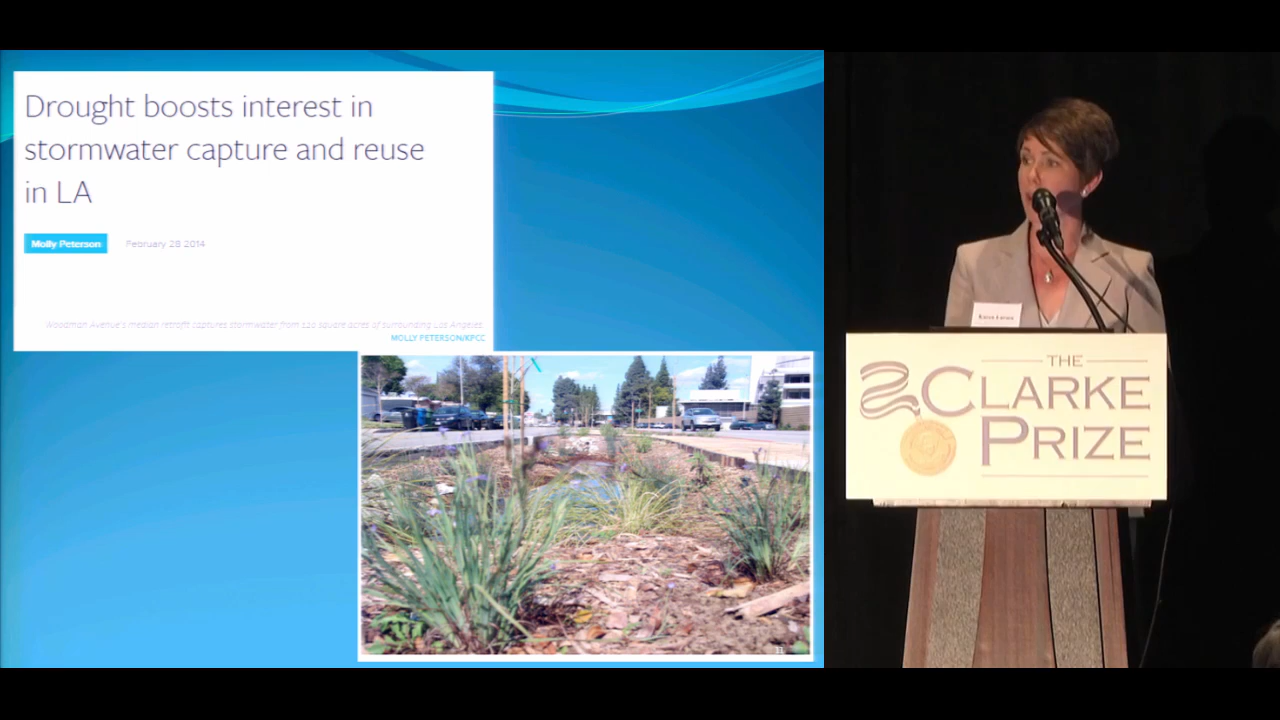 Drought boosts interest in
stormwater capture and reuse
in LA
Molly Peterson February 28 2014
Woodman Avenue's median retrofit captures stormwater from 120 square acres of surrounding Los Angeles.
MOLLY PETERSON/KPCC
11
THE
CLARKE
PRIZE